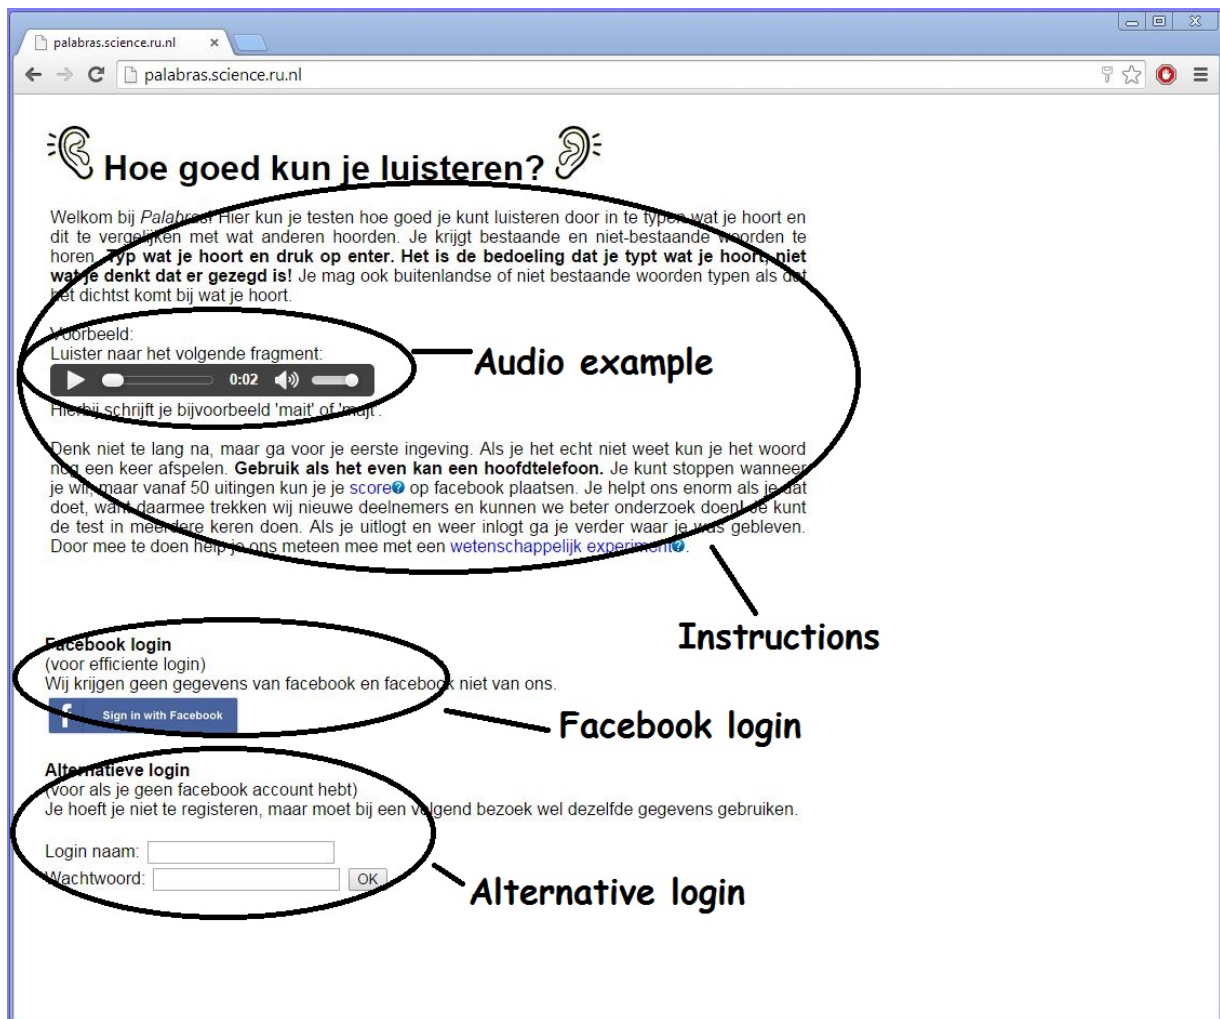 palabras.science.ru.nl
palabras.science.ru.nl
Hoe goed kun je luisteren?
Welkom bij Palabras! Hier kun je testen hoe goed je kunt luisteren door in te typen wat je hoort en
dit te vergelijken met wat anderen hoorden. Je krijgt bestaande en niet-bestaande woorden te
horen. Typ wat je hoort en druk op enter. Het is de bedoeling dat je typt wat je hoort, niet
wat je denkt dat er gezegd is! Je mag ook buitenlandse of niet bestaande woorden typen als dat
het dichtst komt bij wat je hoort.
Voorbeeld:
Luister naar het volgende fragment:
Audio example
0:02
Hierbij schrijft je bijvoorbeeld 'mait' of 'majt'.
Denk niet te lang na, maar ga voor je eerste ingeving. Als je het echt niet weet kun je het woord
nog een keer afspelen. Gebruik als het even kan een hoofdtelefoon. Je kunt stoppen wanneer
je wil, maar vanaf 50 uitingen kun je je score? op facebook plaatsen. Je helpt ons enorm als je dat
doet, want daarmee trekken wij nieuwe deelnemers en kunnen we beter onderzoek doen! Je kunt
de test in meerdere keren doen. Als je uitlogt en weer inlogt ga je verder waar je was gebleven.
Door mee te doen help je ons meteen mee met een wetenschappelijk experiment?.
Instructions
Facebook login
(voor efficiente login)
Wij krijgen geen gegevens van facebook en facebook niet van ons.
f Sign in with Facebook
Facebook login
Alternatieve login
(voor als je geen facebook account hebt)
Je hoeft je niet te registeren, maar moet bij een volgend bezoek wel dezelfde gegevens gebruiken.
Login naam:
Wachtwoord: OK
Alternative login